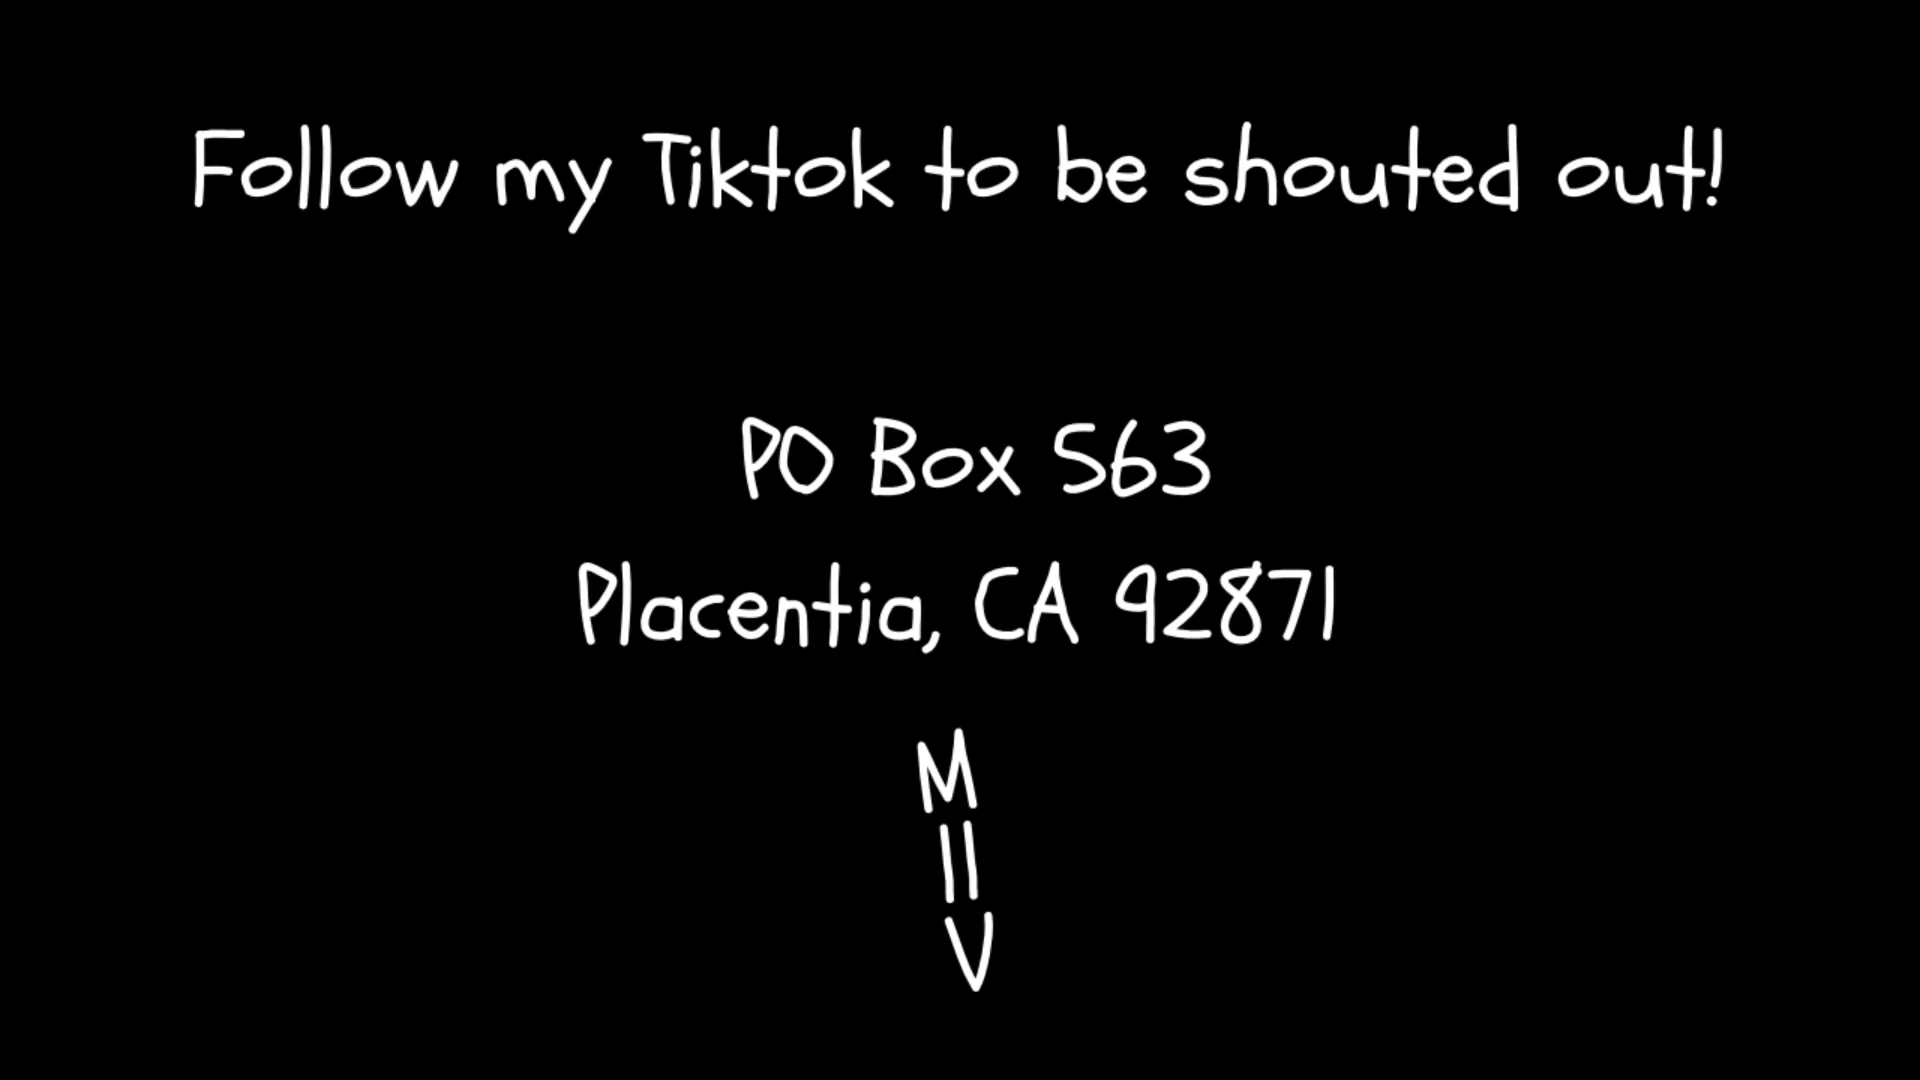 Follow my Tiktok to be shouted out!
PO Box 563
Placentia, CA 92871
M
||
V